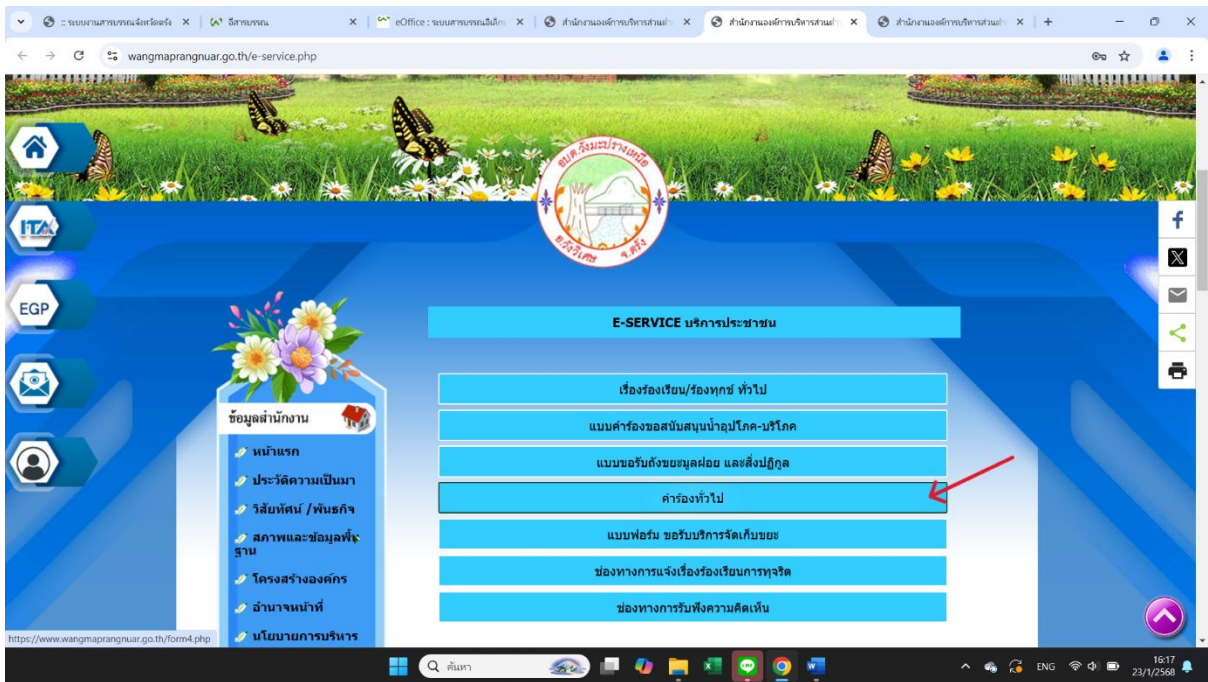 :: ระบบงานสารบรรณจังหวัดตรัง
อีสารบรรณ
eOffice : ระบบสารบรรณอิเล็ก
สำนักงานองค์การบริหารส่วนตำ
สำนักงานองค์การบริหารส่วนตำ
สำนักงานองค์การบริหารส่วนตำ
wangmaprangnuar.go.th/e-service.php
อบต.วังมะปรางเหนือ
อ.วังวิเศษ จ.ตรัง
ITA
EGP
E-SERVICE บริการประชาชน
เรื่องร้องเรียน/ร้องทุกข์ ทั่วไป
แบบคำร้องขอสนับสนุนน้ำอุปโภค-บริโภค
แบบขอรับถังขยะมูลฝอย และสิ่งปฏิกูล
คำร้องทั่วไป
แบบฟอร์ม ขอรับบริการจัดเก็บขยะ
ช่องทางการแจ้งเรื่องร้องเรียนการทุจริต
ช่องทางการรับฟังความคิดเห็น
ข้อมูลสำนักงาน
หน้าแรก
ประวัติความเป็นมา
วิสัยทัศน์ /พันธกิจ
สภาพและข้อมูลพื้น
ฐาน
โครงสร้างองค์กร
อำนาจหน้าที่
นโยบายการบริหาร
https://www.wangmaprangnuar.go.th/form4.php
ค้นหา
ENG
16:17
23/1/2568